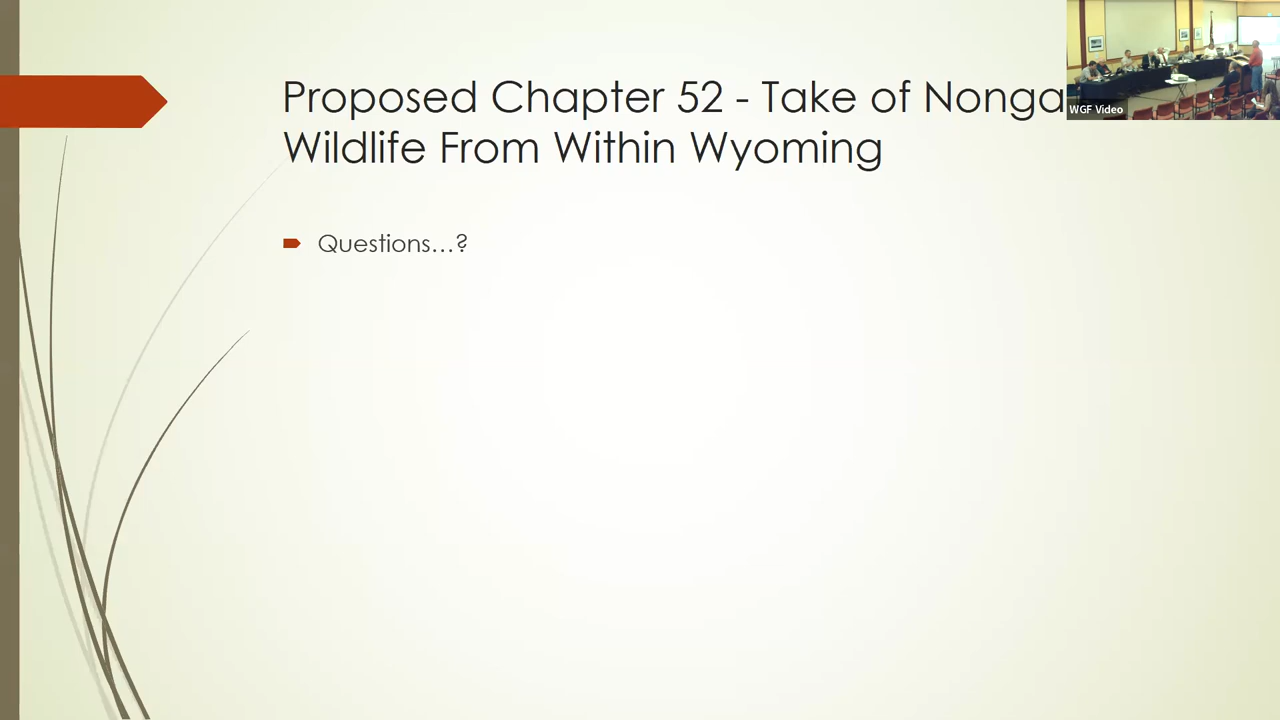 Proposed Chapter 52 - Take of Nonga
Wildlife From Within Wyoming
Questions...?
WGF Video